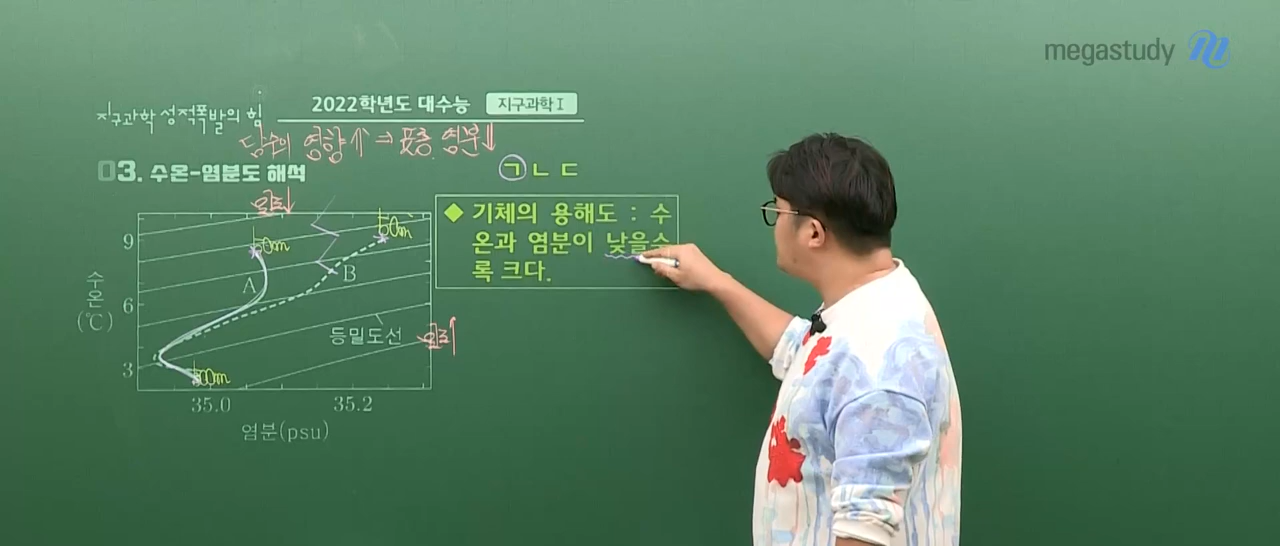 megastudy
지구과학 성적폭발의 힘
2022학년도 대수능 지구과학 I
담수의 영향↑ ⇒ 표층 염분↓
03. 수온-염분도 해석
ㄱ ㄴ ㄷ
밀도↓
◆ 기체의 용해도 : 수
온과 염분이 낮을수
록 크다.
수온(℃)
9
6
3
50m
50m
A
B
등밀도선
밀도↑
500m
35.0 35.2
염분(psu)